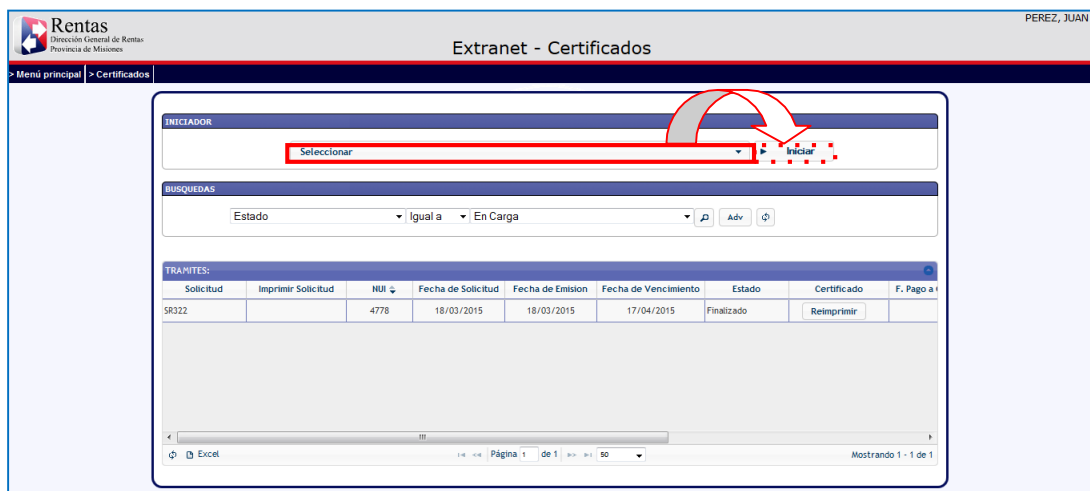 PEREZ, JUAN
Rentas
Dirección General de Rentas
Provincia de Misiones
Extranet - Certificados
> Menú principal > Certificados
INICIADOR
Seleccionar Iniciar
BUSQUEDAS
Estado Igual a En Carga Adv
TRAMITES:
Solicitud Imprimir Solicitud NUI Fecha de Solicitud Fecha de Emision Fecha de Vencimiento Estado Certificado F. Pago a
SR322 4778 18/03/2015 18/03/2015 17/04/2015 Finalizado Reimprimir
Excel Página 1 de 1 50 Mostrando 1 - 1 de 1